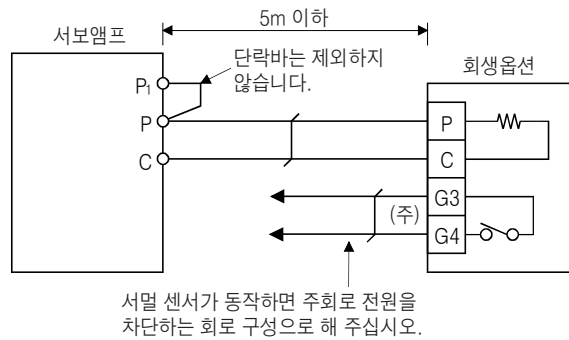 5m 이하
서보앰프
단락바는 제외하지
않습니다.
회생옵션
P1
P
P
C
C
G3
(주)
G4
서멀 센서가 동작하면 주회로 전원을
차단하는 회로 구성으로 해 주십시오.